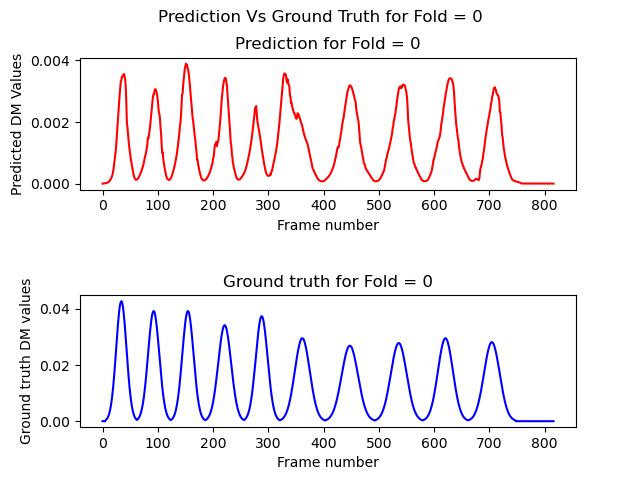 Prediction Vs Ground Truth for Fold = 0
Prediction for Fold = 0
Predicted DM Values
0.004
0.002
0.000
0 100 200 300 400 500 600 700 800
Frame number
Ground truth for Fold = 0
Ground truth DM values
0.04
0.02
0.00
0 100 200 300 400 500 600 700 800
Frame number